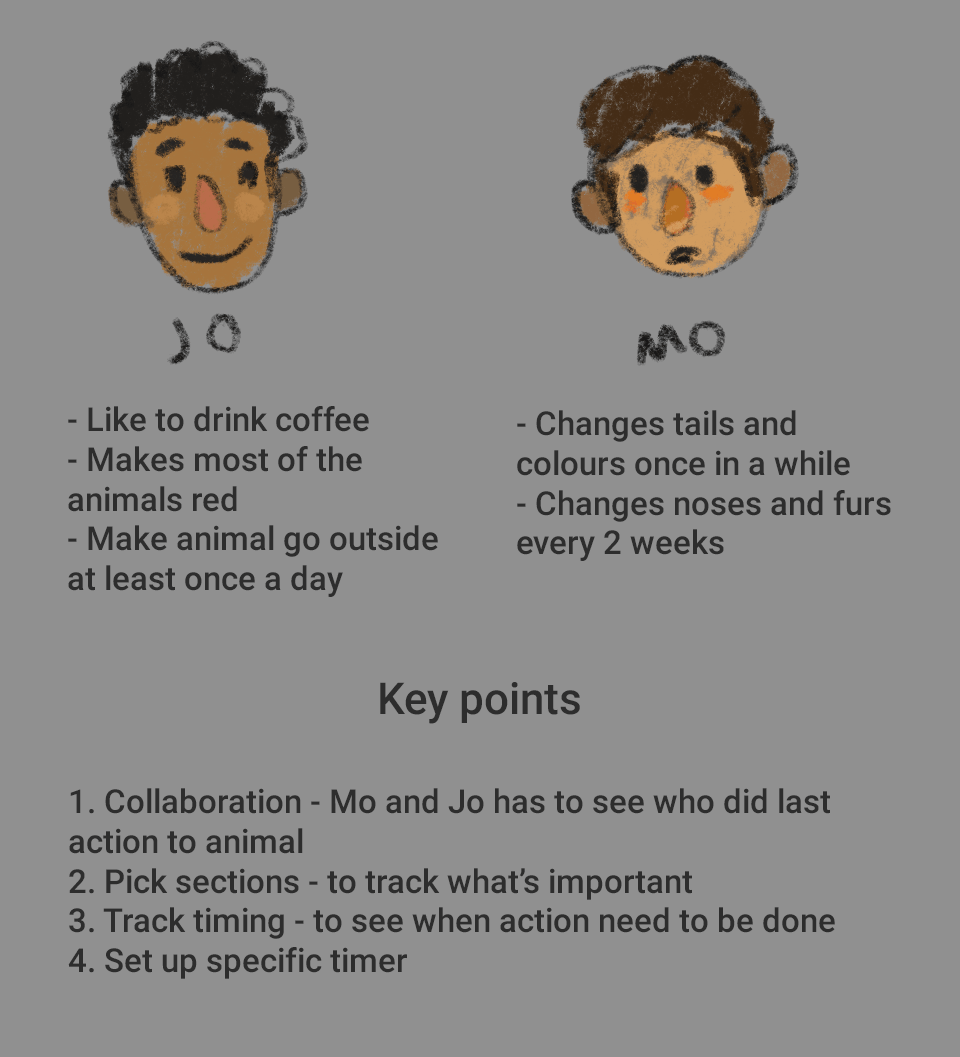 JO
MO
- Like to drink coffee
- Makes most of the
animals red
- Make animal go outside
at least once a day
- Changes tails and
colours once in a while
- Changes noses and furs
every 2 weeks
Key points
1. Collaboration - Mo and Jo has to see who did last
action to animal
2. Pick sections - to track what’s important
3. Track timing - to see when action need to be done
4. Set up specific timer